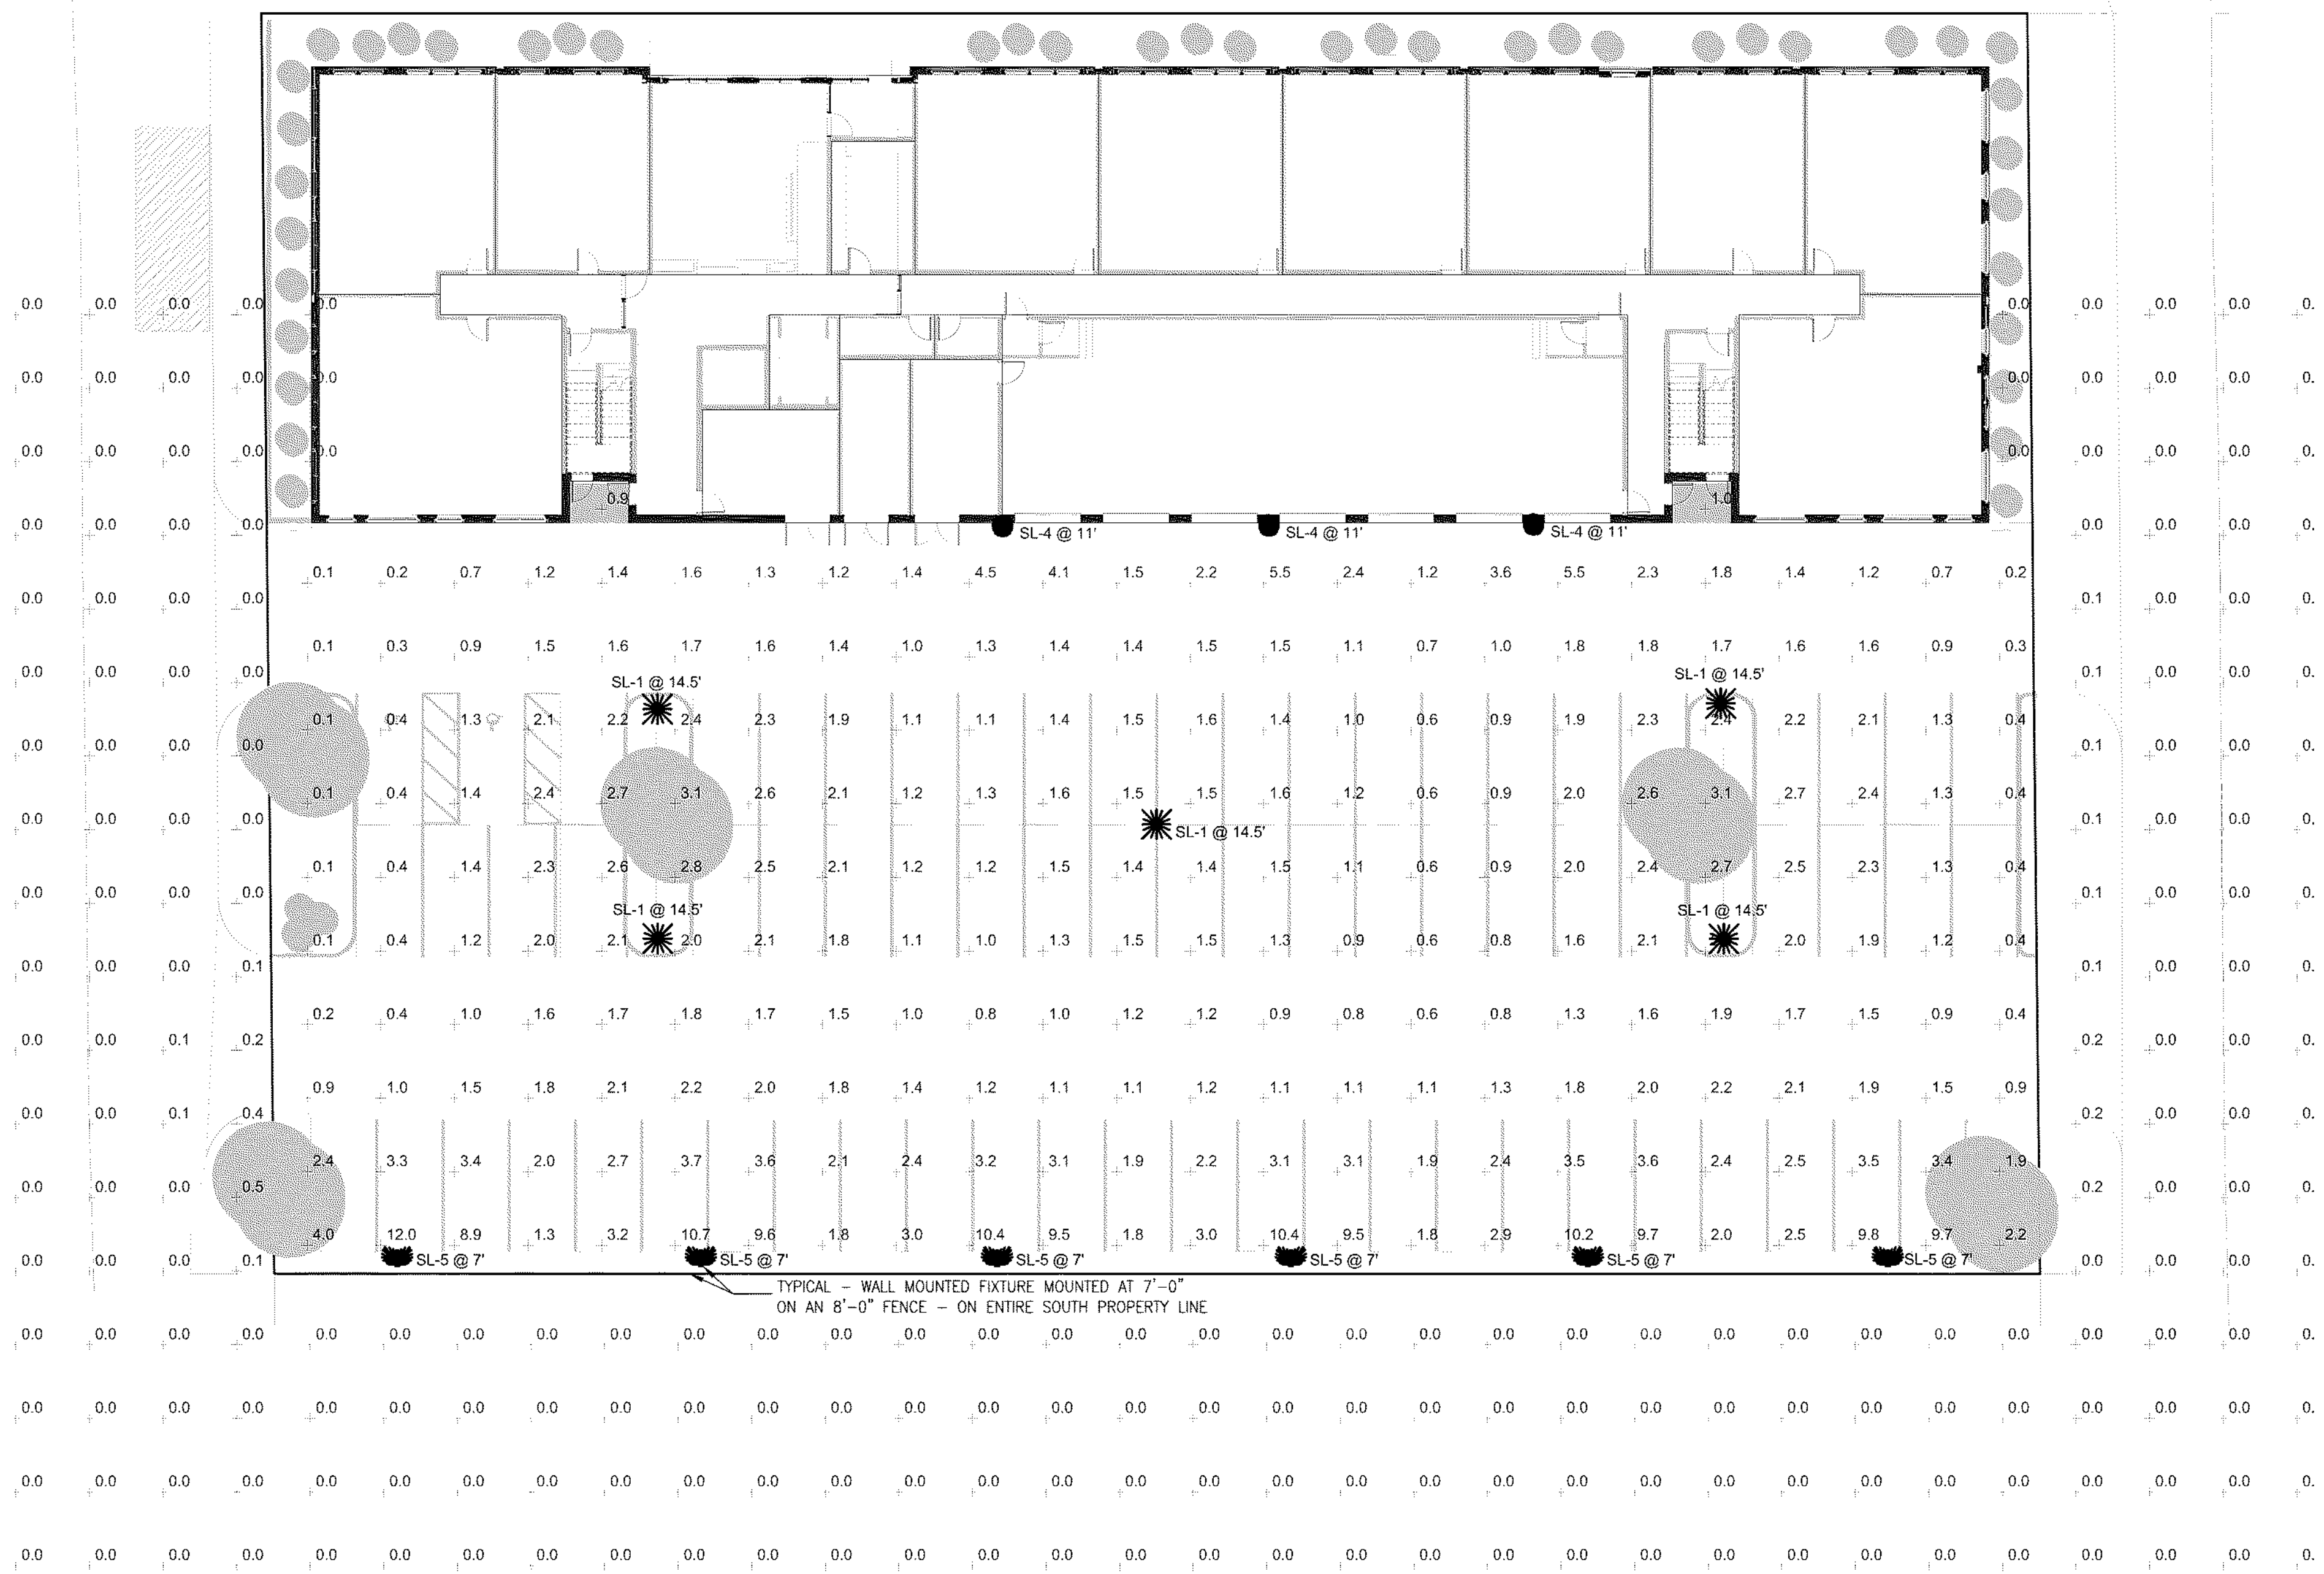 0.0 0.0 0.0 0.0 0.0 0.0 0.0 0.0 0.0 0.
0.0 0.0 0.0 0.0 0.0 0.0 0.0 0.0 0.0 0.
0.0 0.0 0.0 0.0 0.0 0.0 0.0 0.0 0.0 0.
0.9 1.0
0.0 0.0 0.0 0.0 SL-4 @ 11' SL-4 @ 11' SL-4 @ 11' 0.0 0.0 0.0 0.
0.1 0.2 0.7 1.2 1.4 1.6 1.3 1.2 1.4 4.5 4.1 1.5 2.2 5.5 2.4 1.2 3.6 5.5 2.3 1.8 1.4 1.2 0.7 0.2
0.0 0.0 0.0 0.0 0.1 0.0 0.0 0.
0.1 0.3 0.9 1.5 1.6 1.7 1.6 1.4 1.0 1.3 1.4 1.4 1.5 1.5 1.1 0.7 1.0 1.8 1.8 1.7 1.6 1.6 0.9 0.3
0.0 0.0 0.0 0.0 SL-1 @ 14.5' SL-1 @ 14.5' 0.1 0.0 0.0 0.
0.1 0.4 1.3 2.1 2.2 2.4 2.3 1.9 1.1 1.1 1.4 1.5 1.6 1.4 1.0 0.6 0.9 1.9 2.3 2.4 2.2 2.1 1.3 0.4
0.0 0.0 0.0 0.0 0.1 0.0 0.0 0.
0.1 0.4 1.4 2.4 2.7 3.1 2.6 2.1 1.2 1.3 1.6 1.5 1.5 1.6 1.2 0.6 0.9 2.0 2.6 3.1 2.7 2.4 1.3 0.4
0.0 0.0 0.0 0.0 SL-1 @ 14.5' 0.1 0.0 0.0 0.
0.1 0.4 1.4 2.3 2.6 2.8 2.5 2.1 1.2 1.2 1.5 1.4 1.4 1.5 1.1 0.6 0.9 2.0 2.4 2.7 2.5 2.3 1.3 0.4
0.0 0.0 0.0 0.0 SL-1 @ 14.5' SL-1 @ 14.5' 0.1 0.0 0.0 0.
0.1 0.4 1.2 2.0 2.1 2.0 2.1 1.8 1.1 1.0 1.3 1.5 1.5 1.3 0.9 0.6 0.8 1.6 2.1 2.0 1.9 1.2 0.4
0.0 0.0 0.0 0.1 0.1 0.0 0.0 0.
0.2 0.4 1.0 1.6 1.7 1.8 1.7 1.5 1.0 0.8 1.0 1.2 1.2 0.9 0.8 0.6 0.8 1.3 1.6 1.9 1.7 1.5 0.9 0.4
0.0 0.0 0.1 0.2 0.2 0.0 0.0 0.
0.9 1.0 1.5 1.8 2.1 2.2 2.0 1.8 1.4 1.2 1.1 1.1 1.2 1.1 1.1 1.1 1.3 1.8 2.0 2.2 2.1 1.9 1.5 0.9
0.0 0.0 0.1 0.4 0.2 0.0 0.0 0.
2.4 3.3 3.4 2.0 2.7 3.7 3.6 2.1 2.4 3.2 3.1 1.9 2.2 3.1 3.1 1.9 2.4 3.5 3.6 2.4 2.5 3.5 3.4 1.9
0.0 0.0 0.0 0.5 0.2 0.0 0.0 0.
4.0 12.0 8.9 1.3 3.2 10.7 9.6 1.8 3.0 10.4 9.5 1.8 3.0 10.4 9.5 1.8 2.9 10.2 9.7 2.0 2.5 9.8 9.7 2.2
0.0 0.0 0.0 0.1 SL-5 @ 7' SL-5 @ 7' SL-5 @ 7' SL-5 @ 7' SL-5 @ 7' SL-5 @ 7' 0.0 0.0 0.0 0.
TYPICAL – WALL MOUNTED FIXTURE MOUNTED AT 7'-0"
ON AN 8'-0" FENCE – ON ENTIRE SOUTH PROPERTY LINE
0.0 0.0 0.0 0.0 0.0 0.0 0.0 0.0 0.0 0.0 0.0 0.0 0.0 0.0 0.0 0.0 0.0 0.0 0.0 0.0 0.0 0.0 0.0 0.0 0.0 0.0 0.0 0.0 0.0 0.0 0.0 0.
0.0 0.0 0.0 0.0 0.0 0.0 0.0 0.0 0.0 0.0 0.0 0.0 0.0 0.0 0.0 0.0 0.0 0.0 0.0 0.0 0.0 0.0 0.0 0.0 0.0 0.0 0.0 0.0 0.0 0.0 0.0 0.
0.0 0.0 0.0 0.0 0.0 0.0 0.0 0.0 0.0 0.0 0.0 0.0 0.0 0.0 0.0 0.0 0.0 0.0 0.0 0.0 0.0 0.0 0.0 0.0 0.0 0.0 0.0 0.0 0.0 0.0 0.0 0.
0.0 0.0 0.0 0.0 0.0 0.0 0.0 0.0 0.0 0.0 0.0 0.0 0.0 0.0 0.0 0.0 0.0 0.0 0.0 0.0 0.0 0.0 0.0 0.0 0.0 0.0 0.0 0.0 0.0 0.0 0.0 0.